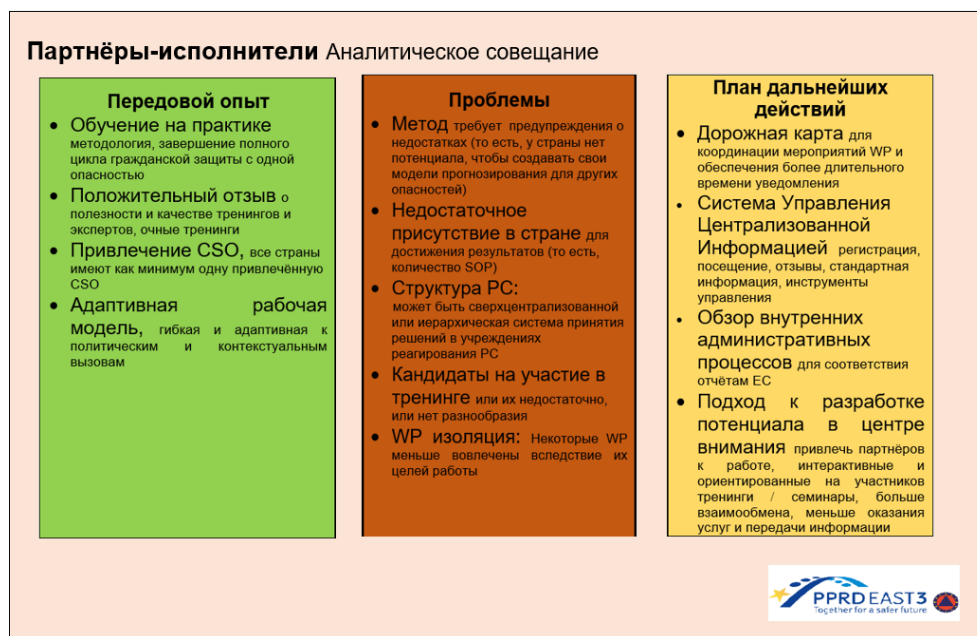 Партнёры-исполнители Аналитическое совещание
Передовой опыт
• Обучение на практике
методология, завершение полного
цикла гражданской защиты с одной
опасностью
• Положительный отзыв о
полезности и качестве тренингов и
экспертов, очные тренинги
• Привлечение CSO, все страны
имеют как минимум одну привлечённую
CSO
• Адаптивная рабочая
модель, гибкая и адаптивная к
политическим и контекстуальным
вызовам
Проблемы
• Метод требует предупреждения о
недостатках (то есть, у страны нет
потенциала, чтобы создавать свои
модели прогнозирования для других
опасностей)
• Недостаточное
присутствие в стране для
достижения результатов (то есть,
количество SOP)
• Структура PC:
может быть сверхцентрализованной
или иерархическая система принятия
решений в учреждениях
реагирования PC
• Кандидаты на участие в
тренинге или их недостаточно,
или нет разнообразия
• WP изоляция: Некоторые WP
меньше вовлечены вследствие их
целей работы
План дальнейших
действий
• Дорожная карта для
координации мероприятий WP и
обеспечения более длительного
времени уведомления
• Система Управления
Централизованной
Информацией регистрация,
посещение, отзывы, стандартная
информация, инструменты
управления
• Обзор внутренних
административных
процессов для соответствия
отчётам ЕС
• Подход к разработке
потенциала в центре
внимания привлечь партнёров
к работе, интерактивные и
ориентированные на участников
тренинги / семинары, больше
взаимообмена, меньше оказания
услуг и передачи информации
PPRD EAST3
Together for a safer future